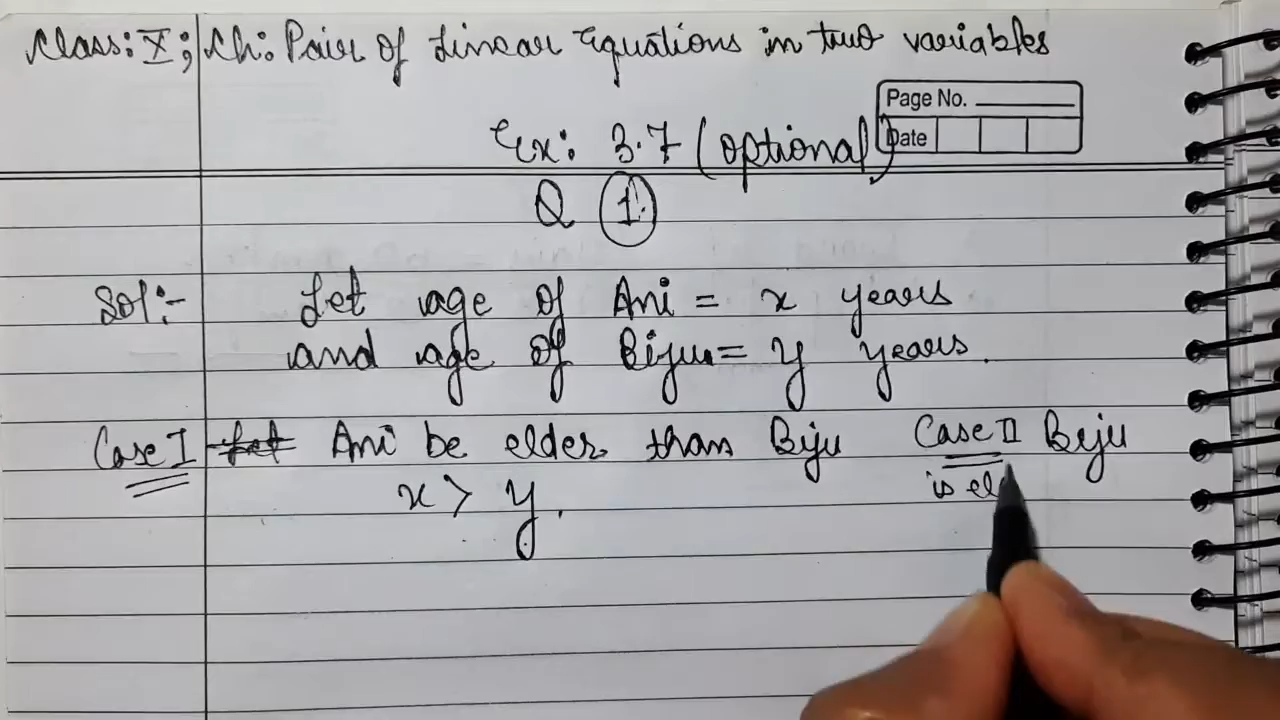 Class: X; Ch: Pair of Linear Equations in two variables
Page No.
Date
Ex: 3.7 (optional)
Q 1.
Sol:- Let age of Ani = x years
and age of Biju = y years.
Case I Let Ani be elder than Biju Case II Biju
is el
x > y.